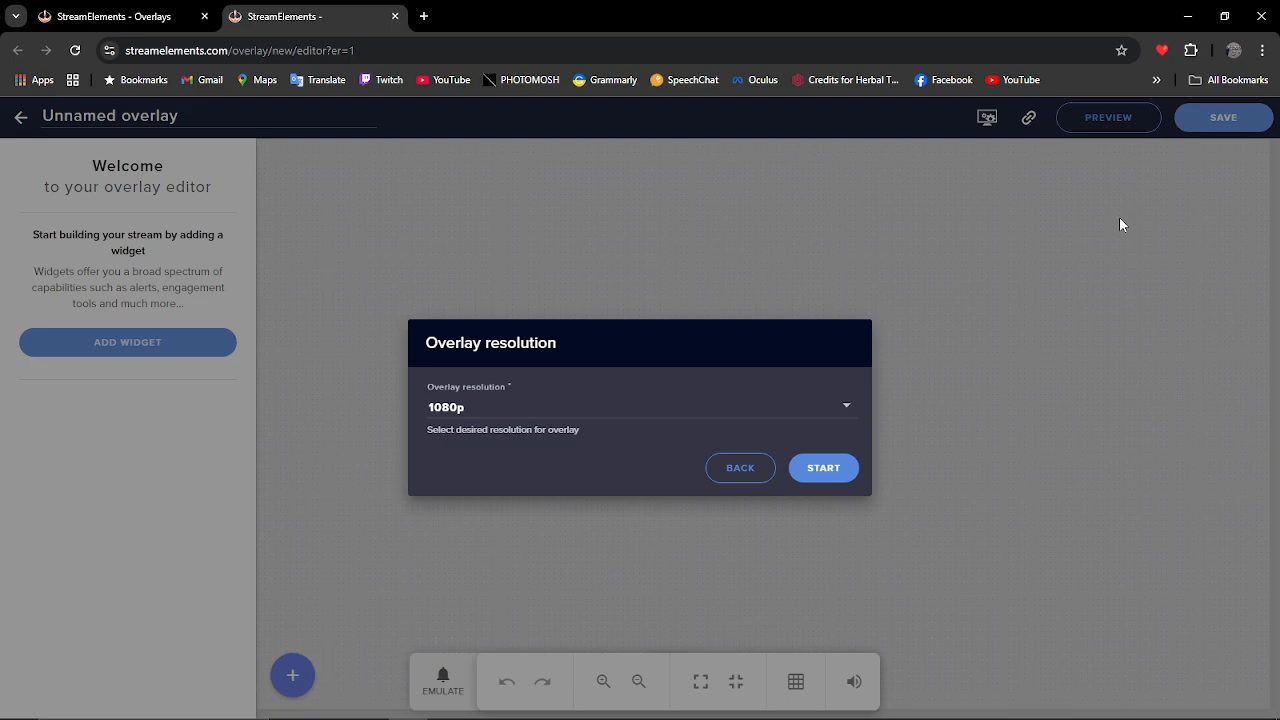 StreamElements - Overlays
StreamElements -
streamelements.com/overlay/new/editor?er=1
Apps
Bookmarks
Gmail
Maps
Translate
Twitch
YouTube
PHOTOMOSH
Grammarly
SpeechChat
Oculus
Credits for Herbal T...
Facebook
YouTube
All Bookmarks
Unnamed overlay
PREVIEW
SAVE
Welcome
to your overlay editor
Start building your stream by adding a
widget
Widgets offer you a broad spectrum of
capabilities such as alerts, engagement
tools and much more...
ADD WIDGET
Overlay resolution
Overlay resolution *
1080p
Select desired resolution for overlay
BACK
START
EMULATE